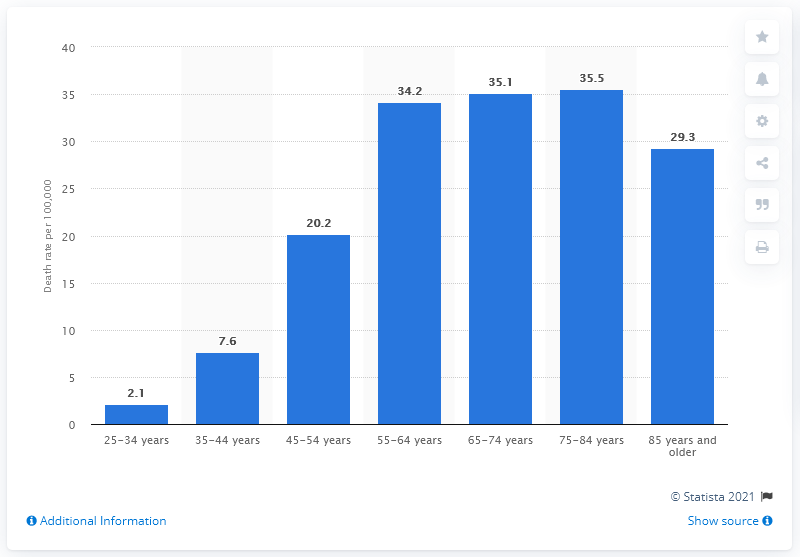 40
35
30
25
20
15
10
5
0
Death rate per 100,000
2.1
7.6
20.2
34.2
35.1
35.5
29.3
25–34 years
35–44 years
45–54 years
55–64 years
65–74 years
75–84 years
85 years and
older
© Statista 2021
Additional Information
Show source